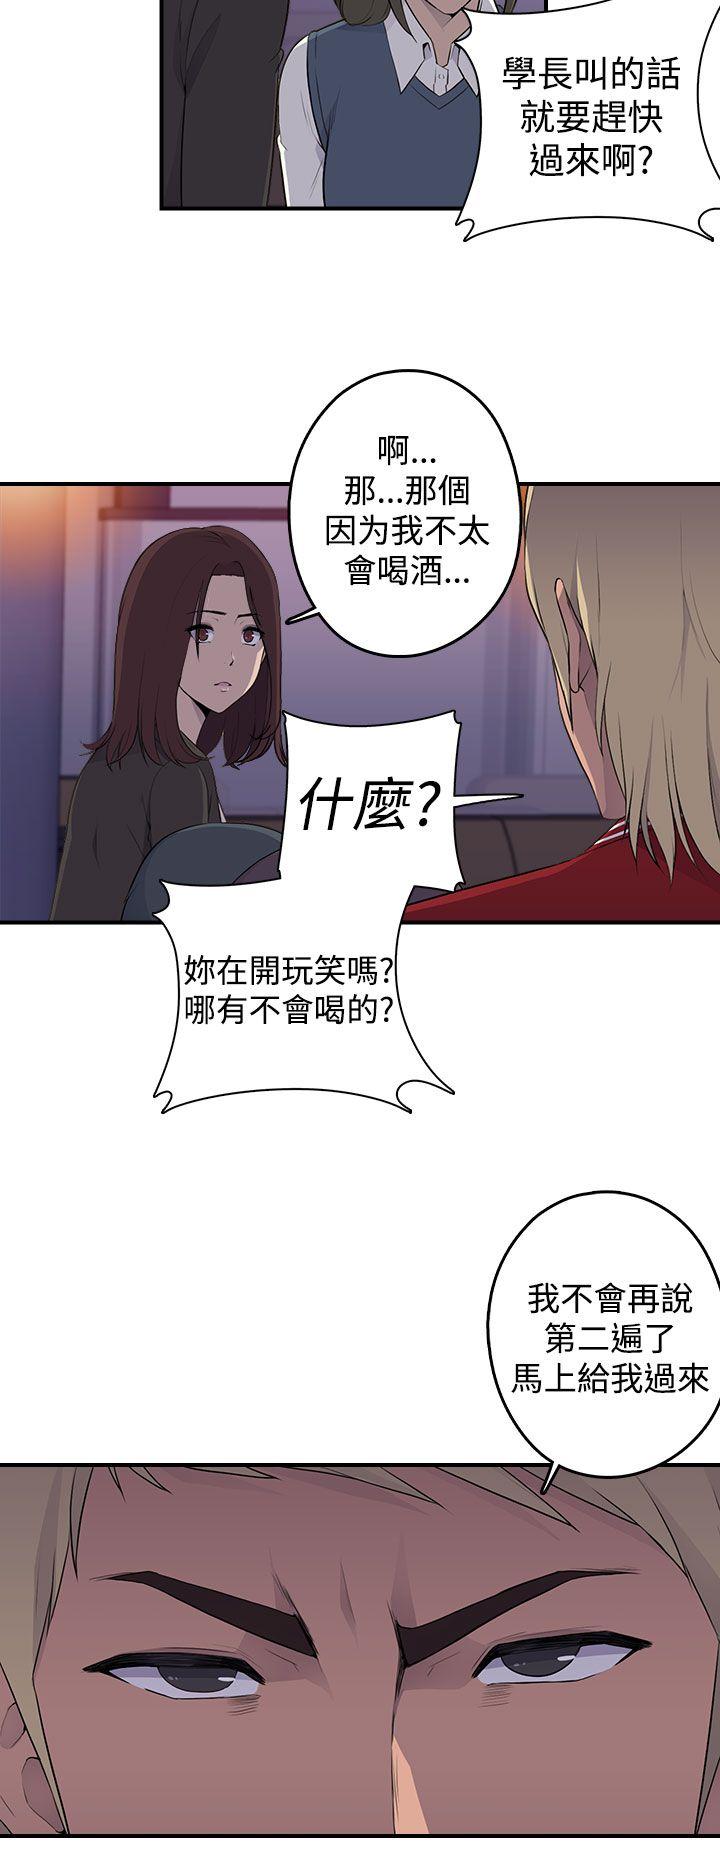 學長叫的話
就要趕快
過來啊?
啊...
那...那個
因为我不太
會喝酒...
什麼?
妳在開玩笑嗎?
哪有不會喝的?
我不會再說
第二遍了
馬上給我過來